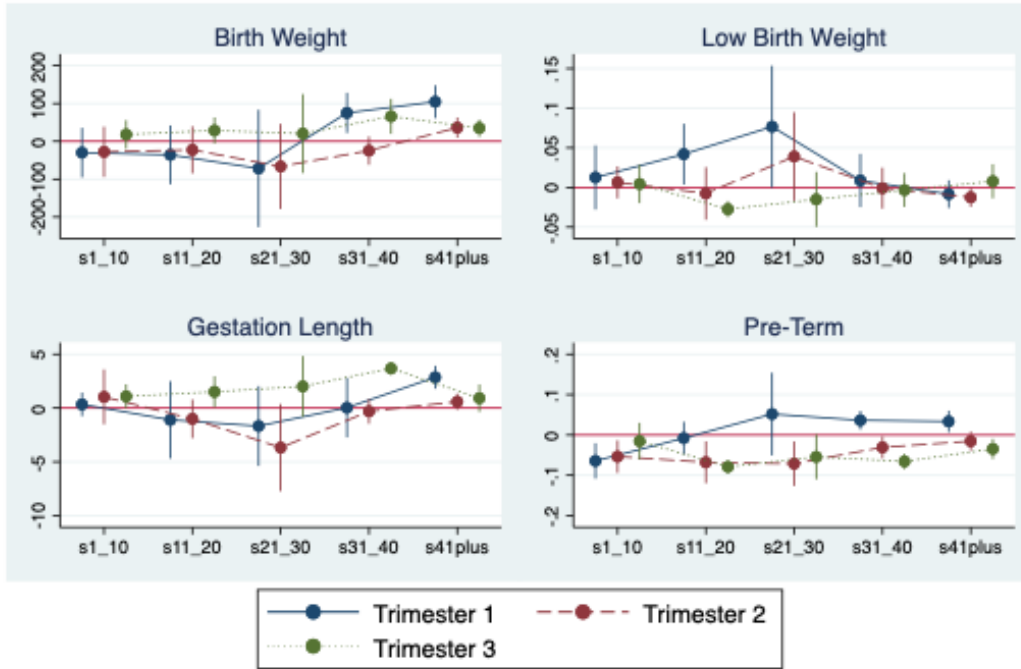 Birth Weight
-200-100 0 100 200
s1_10 s11_20 s21_30 s31_40 s41plus
Low Birth Weight
-.05 0 .05 .1 .15
s1_10 s11_20 s21_30 s31_40 s41plus
Gestation Length
-10 -5 0 5
s1_10 s11_20 s21_30 s31_40 s41plus
Pre-Term
-.2 -.1 0 .1 .2
s1_10 s11_20 s21_30 s31_40 s41plus
Trimester 1 Trimester 2
Trimester 3